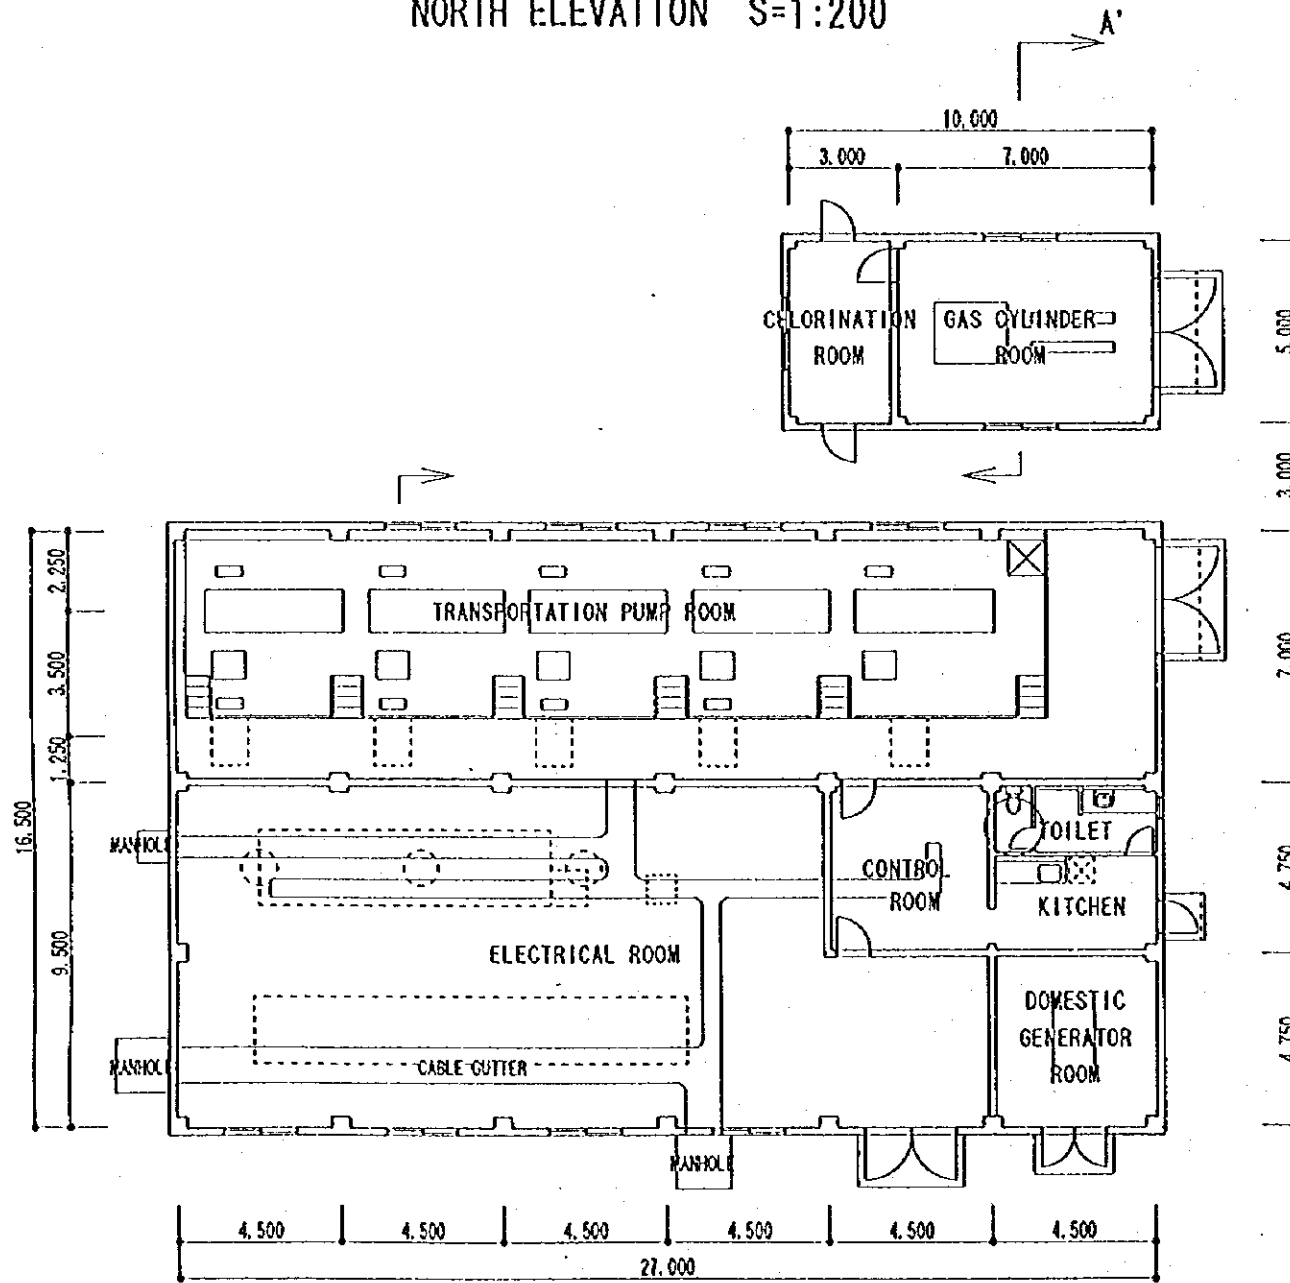 NORTH ELEVATION S=1:200
A'
10,000
3.000
7.000
CHLORINATION
ROOM
GAS CYLINDER
ROOM
5,000
3,000
2.250
3.500
1.250
16.500
9.500
TRANSPORTATION PUMP ROOM
7,000
MANHOLE
TOILET
CONTROL
ROOM
KITCHEN
4.750
ELECTRICAL ROOM
DOMESTIC
GENERATOR
ROOM
4.750
MANHOLE
CABLE GUTTER
MANHOLE
4.500
4.500
4.500
4.500
4.500
4.500
27.000